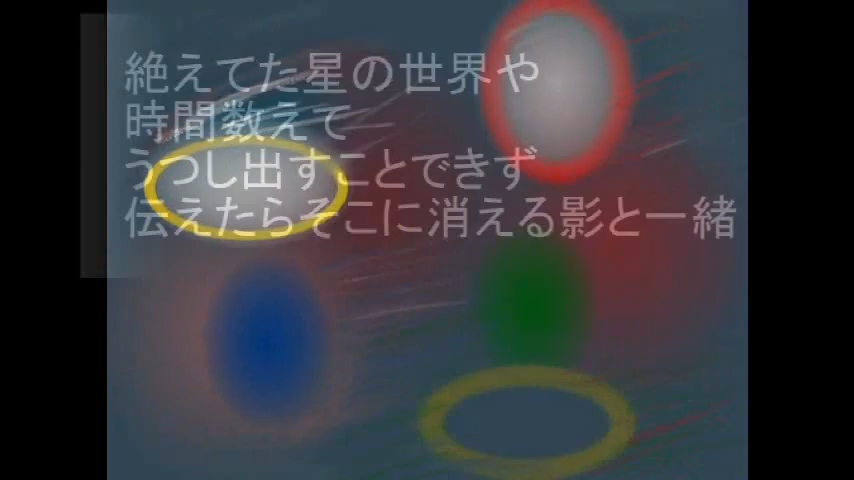 絶えてた星の世界や
時間数えて
うつし出すことできず
伝えたらそこに消える影と一緒